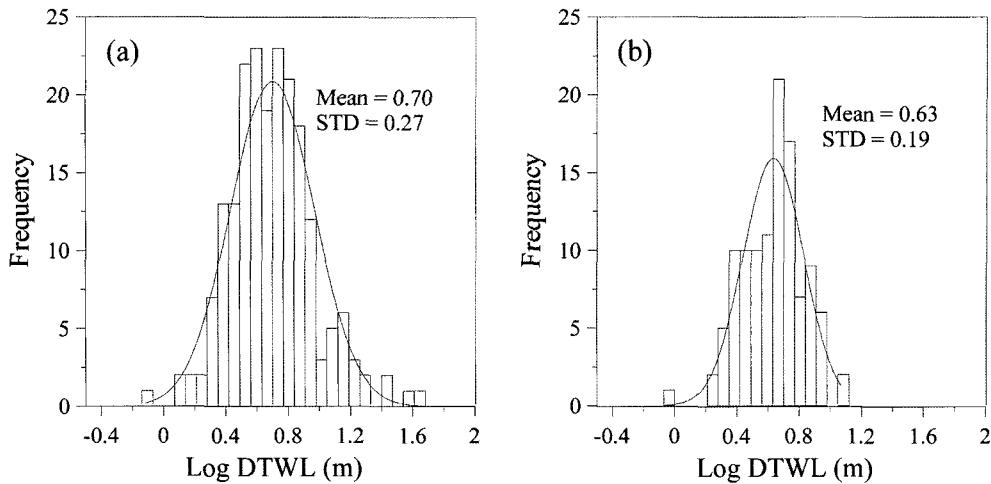 (a)
Mean = 0.70
STD = 0.27
Frequency
25
20
15
10
5
0
-0.4 0 0.4 0.8 1.2 1.6 2
Log DTWL (m)
(b)
Mean = 0.63
STD = 0.19
Frequency
25
20
15
10
5
0
-0.4 0 0.4 0.8 1.2 1.6 2
Log DTWL (m)